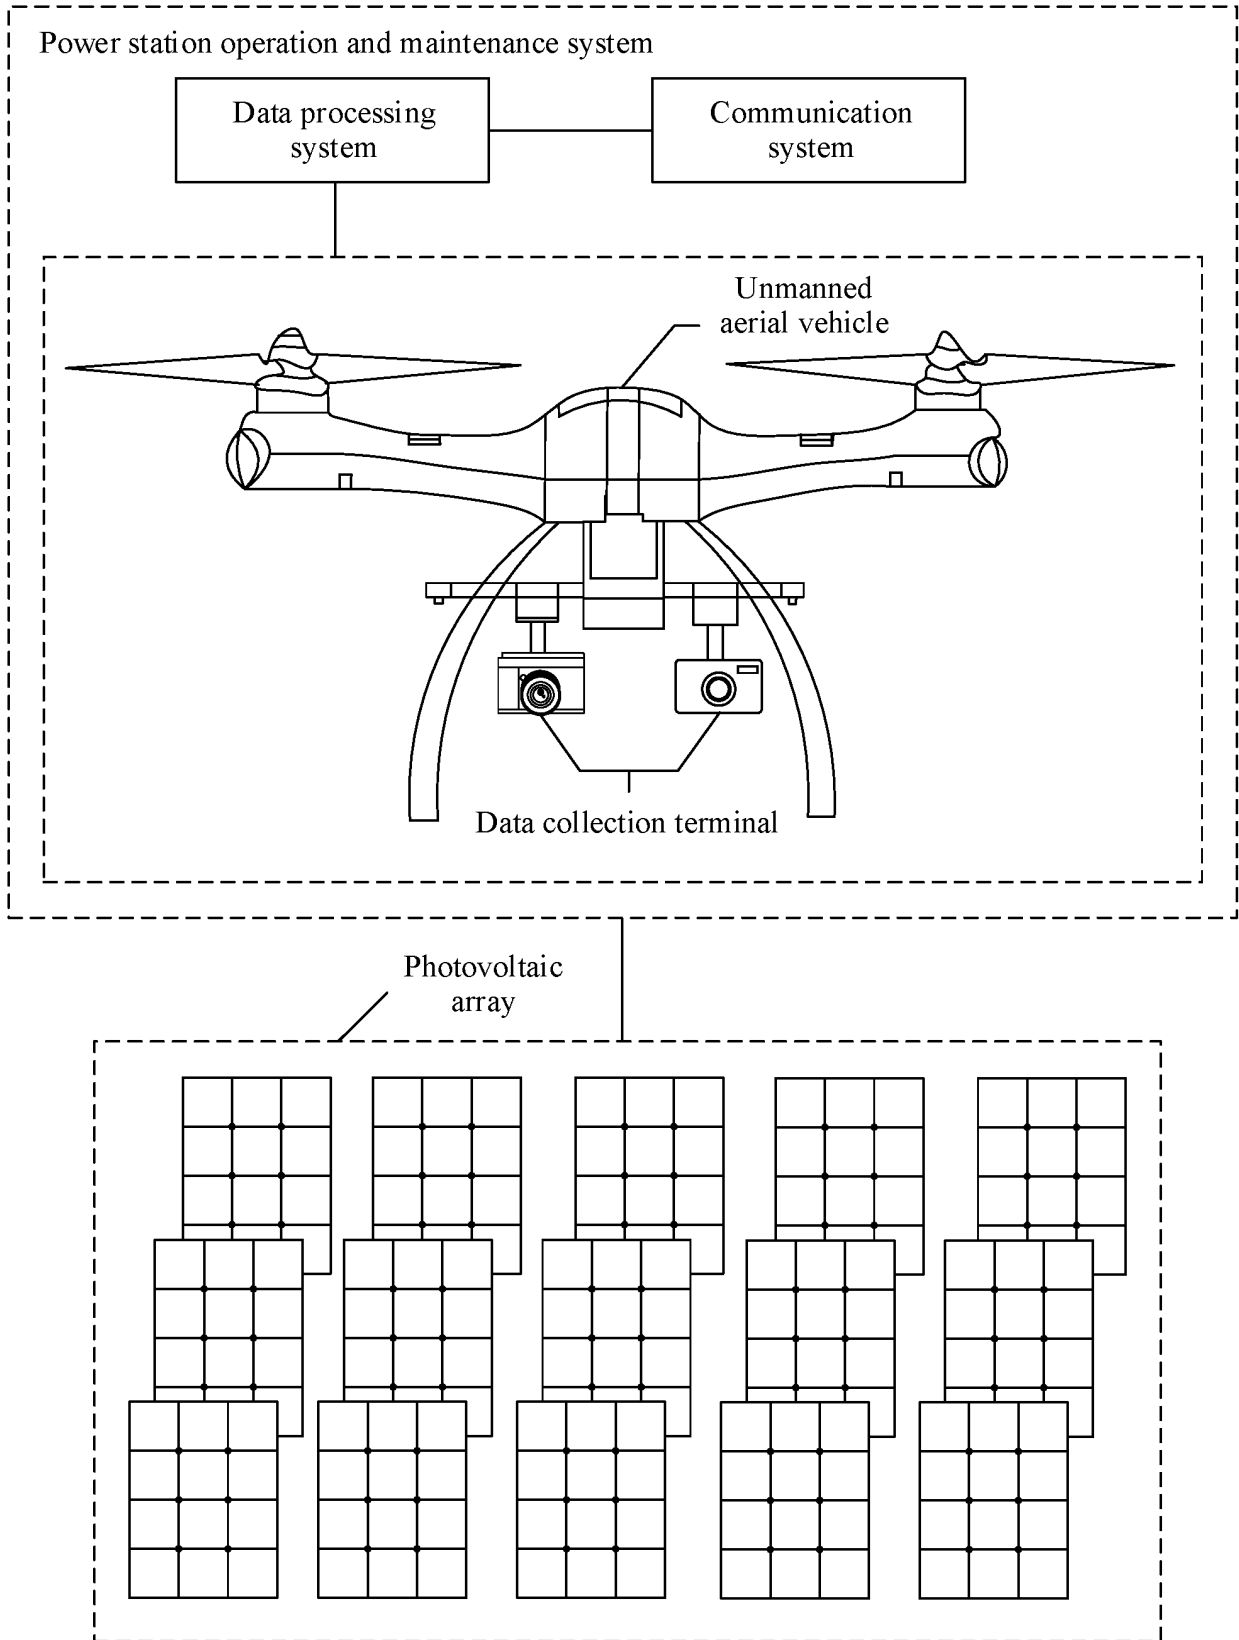 Power station operation and maintenance system
Data processing
system
Communication
system
Unmanned
aerial vehicle
Data collection terminal
Photovoltaic
array